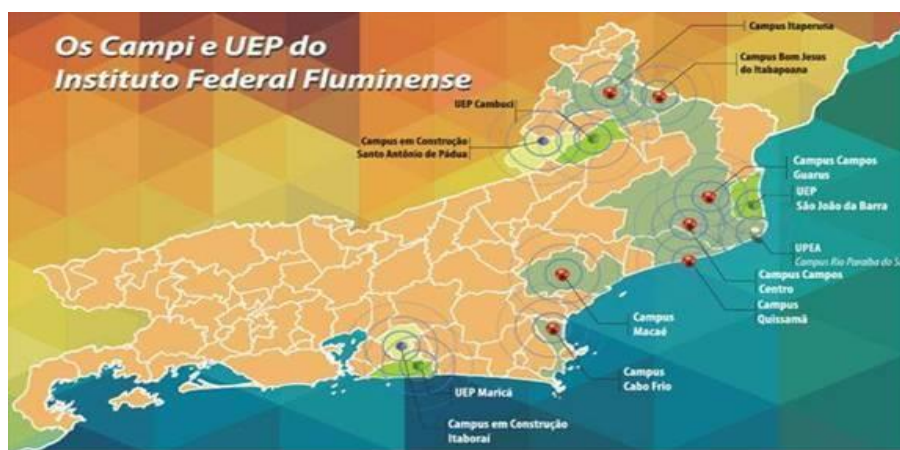 Os Campi e UEP do
Instituto Federal Fluminense
Campus Itaperuna
Campus Bom Jesus
do Itabapoana
UEP Cambuci
Campus em Construção
Santo Antônio de Pádua
Campus Campos
Guarus
UEP
São João da Barra
UPEA
Campus Rio Paraíba do S
Campus Campos
Centro
Campus
Quissamã
Campus
Macaé
Campus
Cabo Frio
UEP Maricá
Campus em Construção
Itaboraí